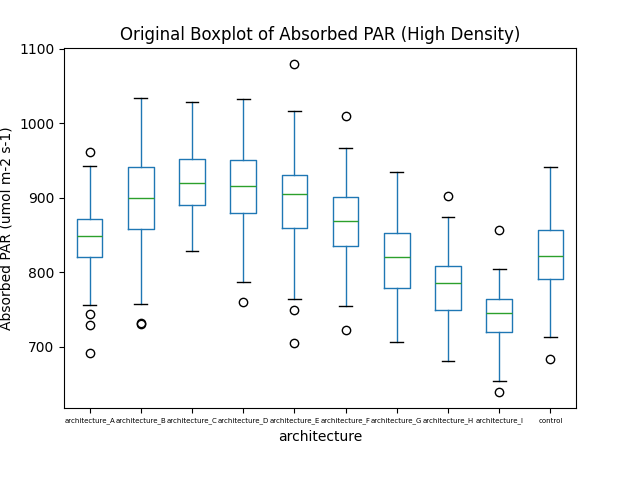 Original Boxplot of Absorbed PAR (High Density)
1100
1000
900
800
700
Absorbed PAR (umol m-2 s-1)
architecture_A architecture_B architecture_C architecture_D architecture_E architecture_F architecture_G architecture_H architecture_I control
architecture